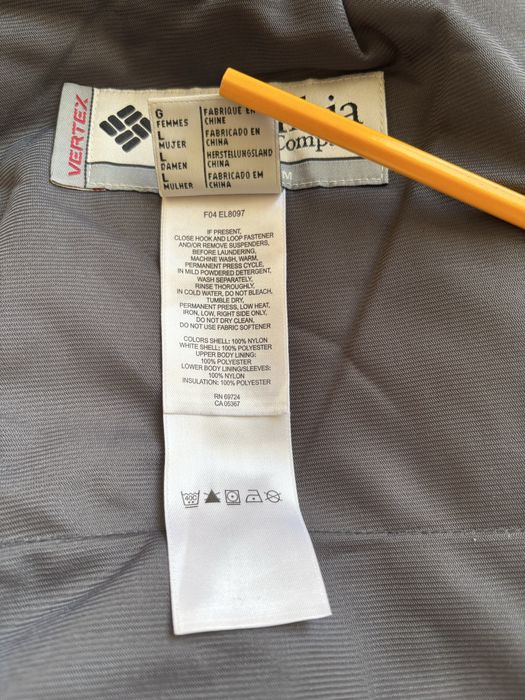 VERTEX
G
FEMMES
L
MUJER
L
DAMEN
L
MULHER
FABRIQUE EN
CHINE
FABRICADO EN
CHINA
HERSTELLUNGSLAND
CHINA
FABRICADO EM
CHINA
M
F04 EL8097
IF PRESENT,
CLOSE HOOK AND LOOP FASTENER
AND/OR REMOVE SUSPENDERS,
BEFORE LAUNDERING,
MACHINE WASH, WARM,
PERMANENT PRESS CYCLE,
IN MILD POWDERED DETERGENT,
WASH SEPARATELY,
RINSE THOROUGHLY,
IN COLD WATER, DO NOT BLEACH,
TUMBLE DRY,
PERMANENT PRESS, LOW HEAT,
IRON, LOW, RIGHT SIDE ONLY,
DO NOT DRY CLEAN,
DO NOT USE FABRIC SOFTENER
COLORS SHELL: 100% NYLON
WHITE SHELL: 100% POLYESTER
UPPER BODY LINING:
100% POLYESTER
LOWER BODY LINING/SLEEVES:
100% NYLON
INSULATION: 100% POLYESTER
RN 69724
CA 05367